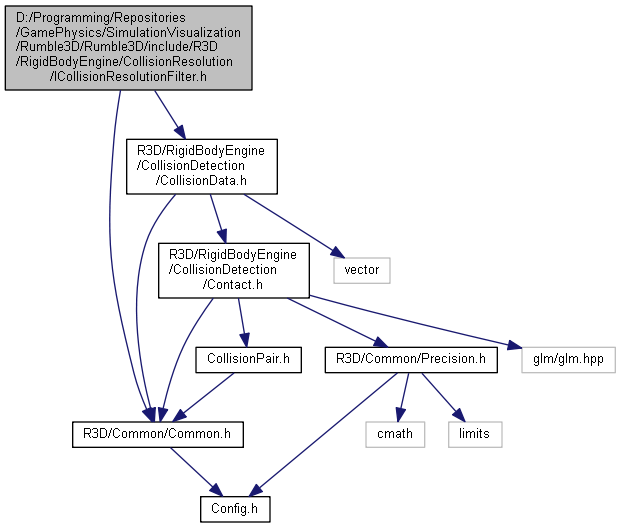 D:/Programming/Repositories
/GamePhysics/SimulationVisualization
/Rumble3D/Rumble3D/include/R3D
/RigidBodyEngine/CollisionResolution
/ICollisionResolutionFilter.h
R3D/RigidBodyEngine
/CollisionDetection
/CollisionData.h
R3D/RigidBodyEngine
/CollisionDetection
/Contact.h
vector
CollisionPair.h
R3D/Common/Precision.h
glm/glm.hpp
R3D/Common/Common.h
cmath
limits
Config.h